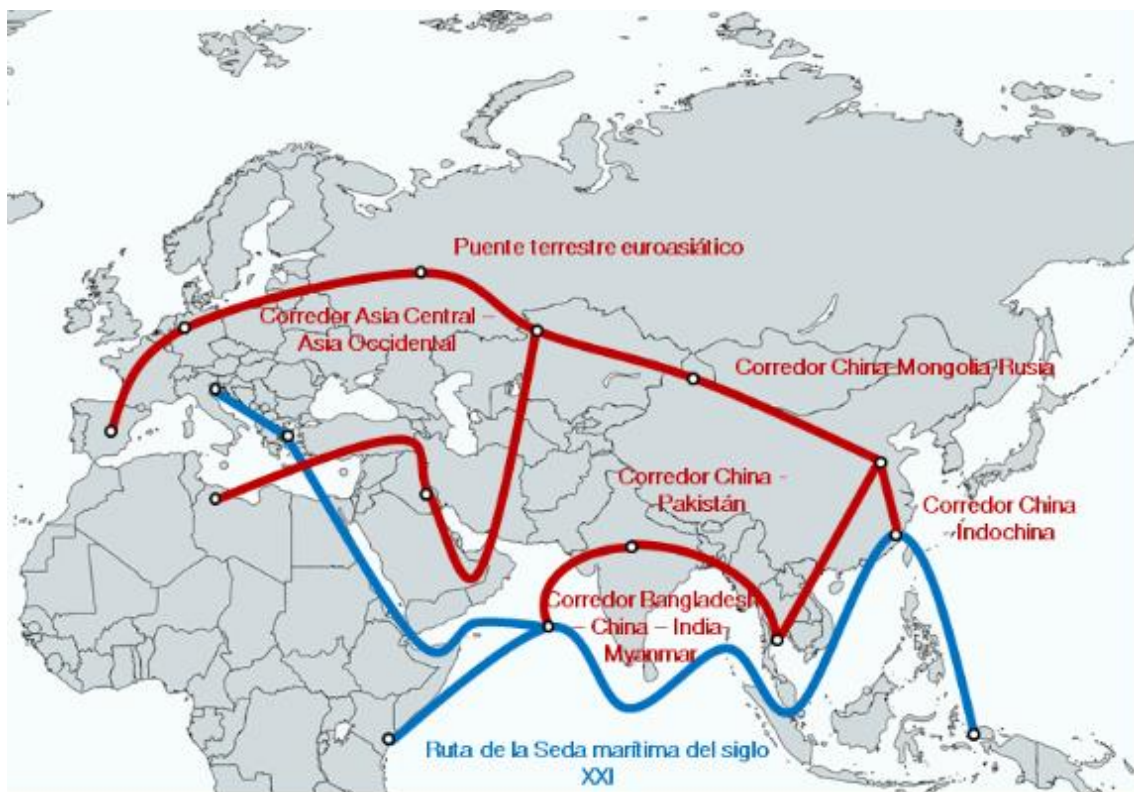 Puente terrestre euroasiático
Corredor Asia Central –
Asia Occidental
Corredor China-Mongolia-Rusia
Corredor China -
-Pakistán
Corredor China
-Indochina
Corredor Bangladesh
– China – India-
Myanmar
Ruta de la Seda marítima del siglo
XXI